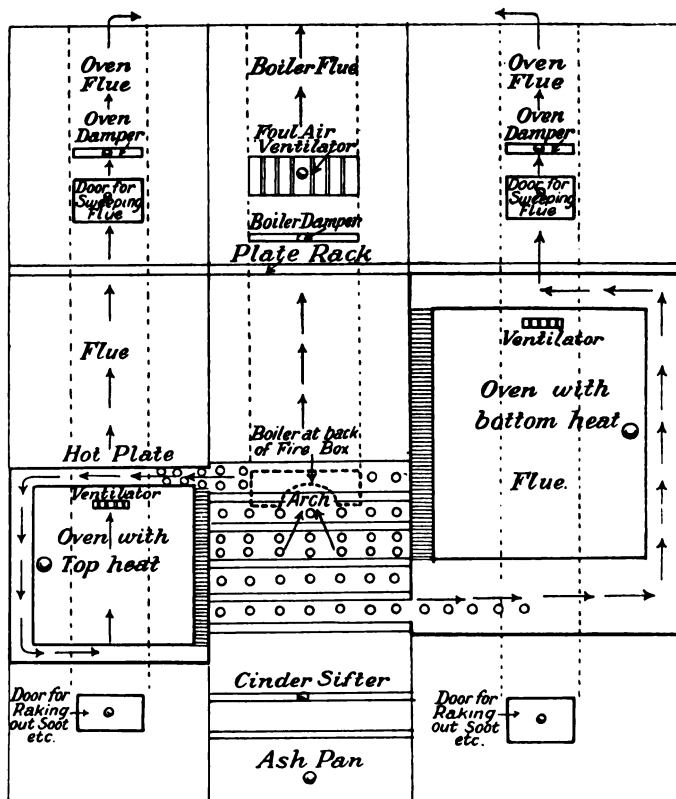 Oven
Flue
Boiler Flue
Oven
Flue
Oven
Damper
Foul Air
Ventilator
Oven
Damper
Door for
Sweeping
Flue
Door for
Sweeping
Flue
Boiler Damper
Plate Rack
Flue
Ventilator
Oven with
bottom heat
Flue.
Boiler at back
of Fire Box
Hot Plate
Arch
Ventilator
Oven with
Top heat
Cinder Sifter
Door for
Raking
out Soot
etc.
Door for
Raking
out Soot
etc.
Ash Pan